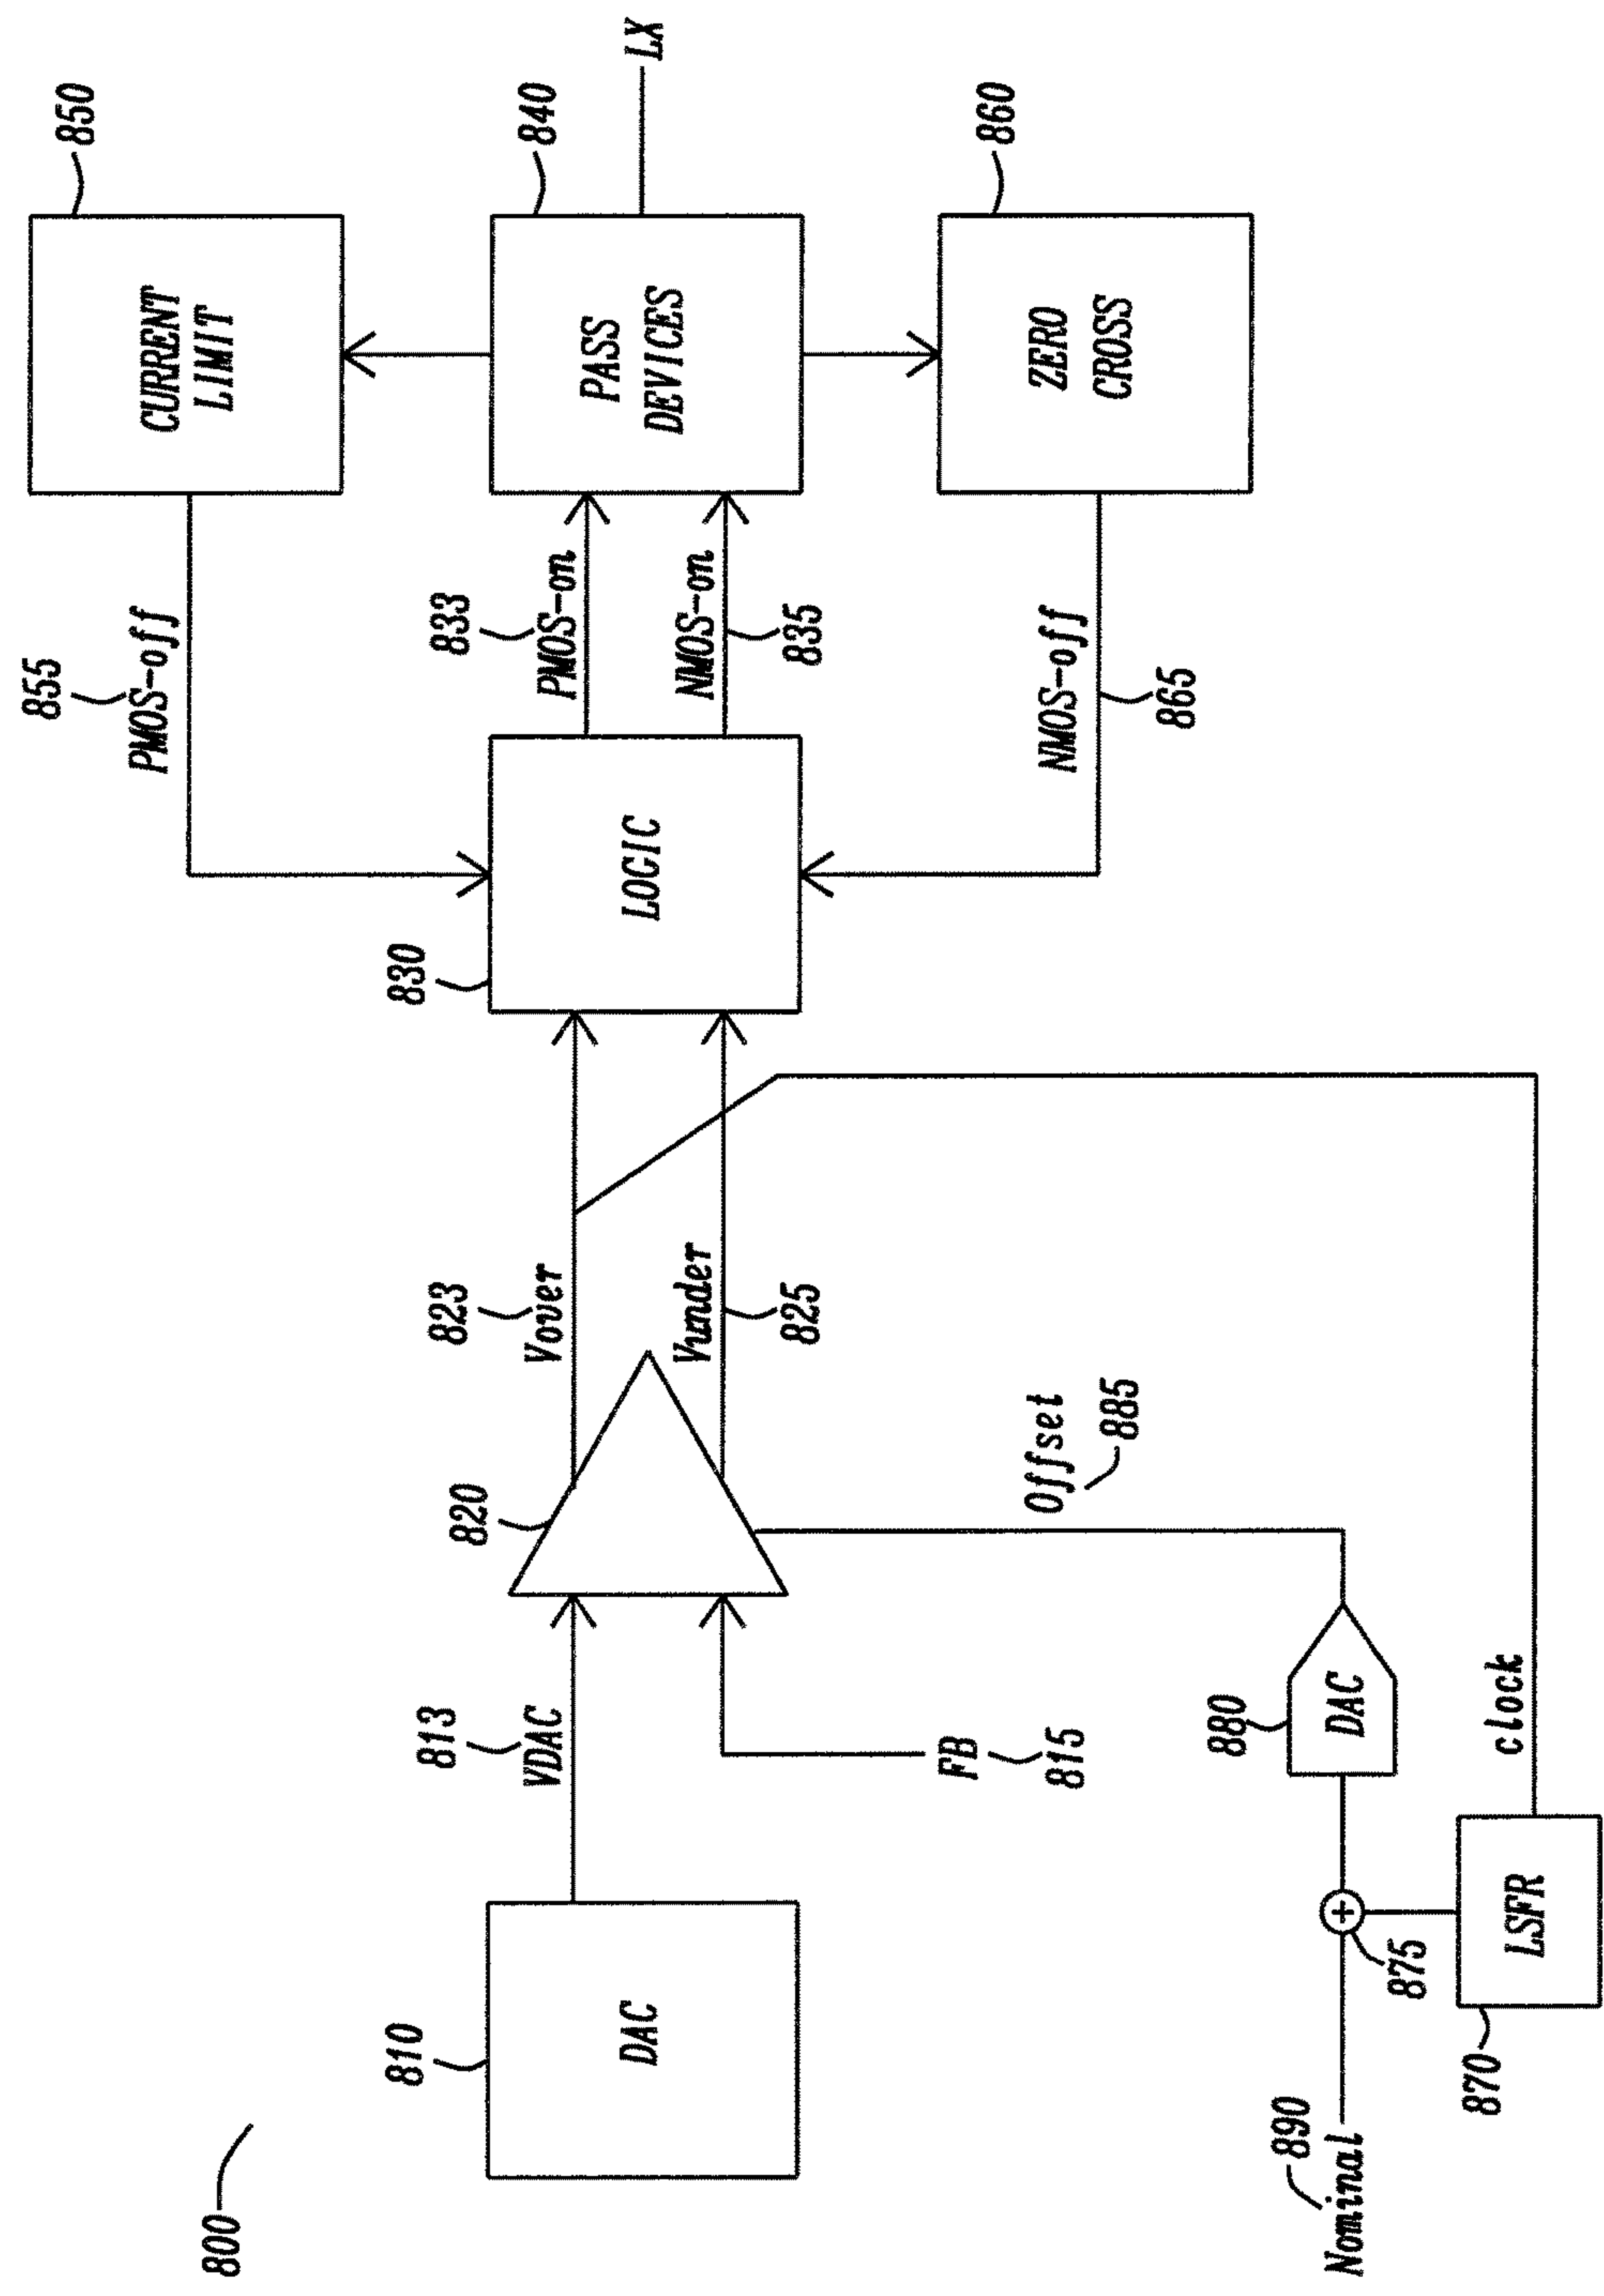 850
CURRENT
LIMIT
855
PMOS-off
840
PASS
DEVICES
LX
833
PMOS-on
NMOS-on
835
860
ZERO
CROSS
NMOS-off
865
830
LOGIC
823
Vover
Vunder
825
820
813
VDAC
FB
815
810
DAC
800
Offset
885
880
DAC
clock
875
LSFR
870
890
Nominal
+